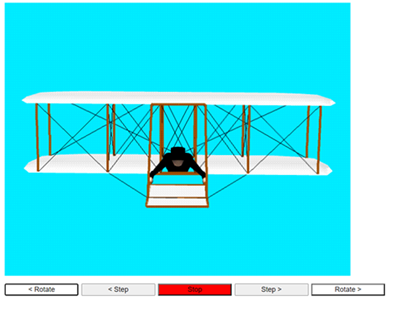 < Rotate
< Step
Stop
Step >
Rotate >